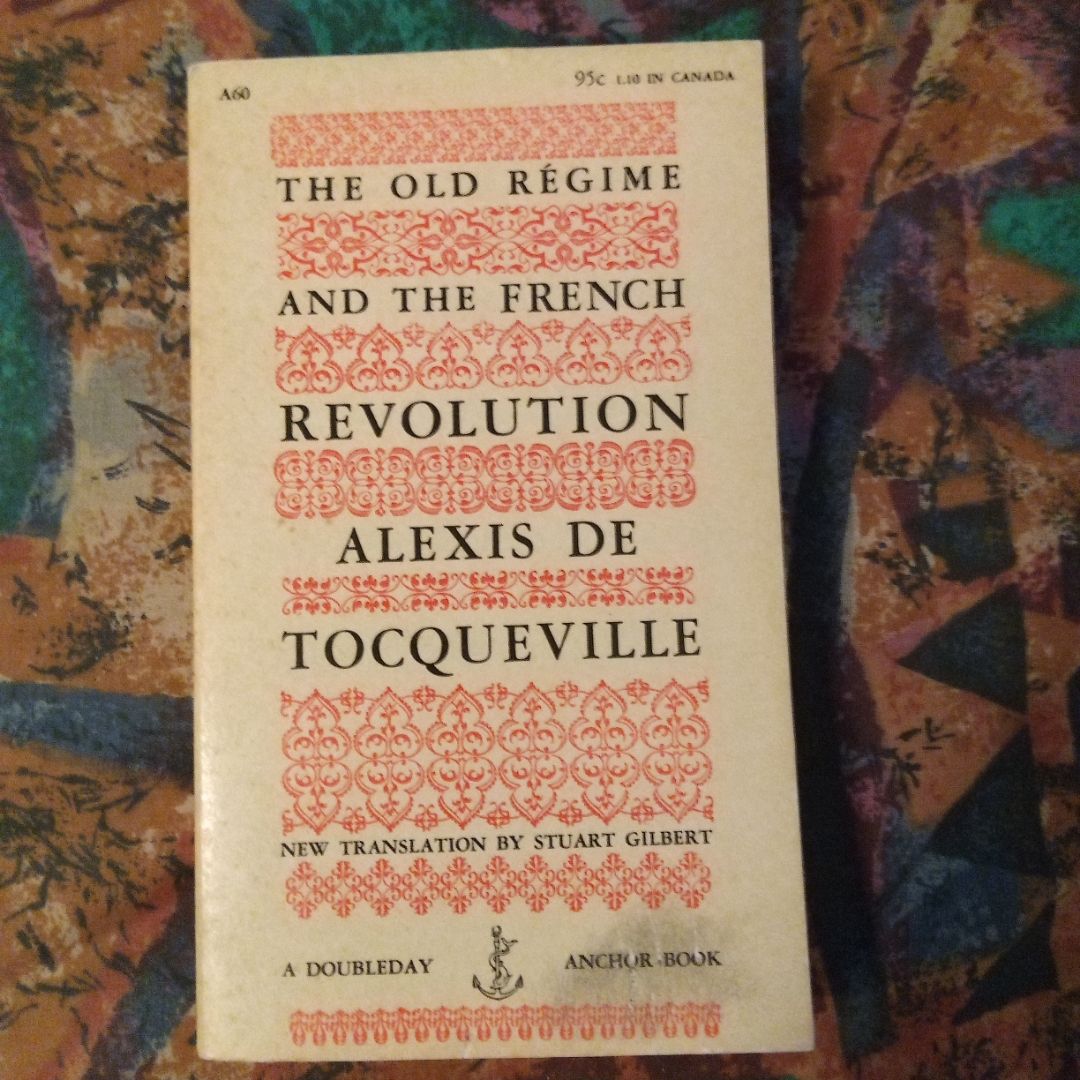 A60
95c 1.10 IN CANADA
THE OLD RÉGIME
AND THE FRENCH
REVOLUTION
ALEXIS DE
TOCQUEVILLE
NEW TRANSLATION BY STUART GILBERT
A DOUBLEDAY ANCHOR BOOK